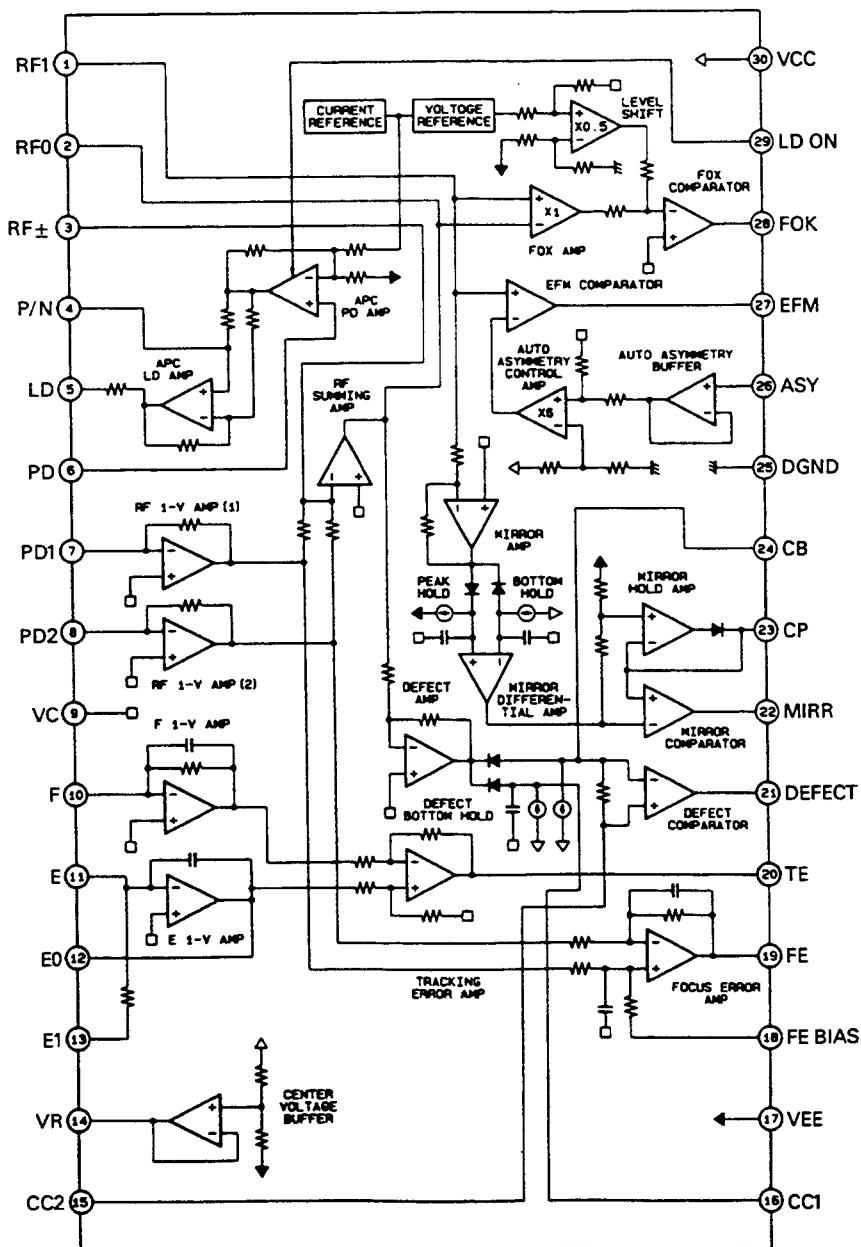 RF1 1
RF0 2
RF± 3
P/N 4
LD 5
PD 6
PD1 7
PD2 8
VC 9
F 10
E 11
E0 12
E1 13
VR 14
CC2 15
30 VCC
29 LD ON
28 FOK
27 EFM
26 ASY
25 DGND
24 CB
23 CP
22 MIRR
21 DEFECT
20 TE
19 FE
18 FE BIAS
17 VEE
16 CC1
CURRENT
REFERENCE
VOLTOGE
REFERENCE
X0.5
LEVEL
SHIFT
FOX
COMPARATOR
X1
FOX AMP
EFM COMPARATOR
APC
PD AMP
APC
LD AMP
RF
SUMMING
AMP
AUTO
ASYMMETRY
CONTROL
AMP
X6
AUTO ASYMMETRY
BUFFER
RF 1-V AMP(1)
RF 1-V AMP(2)
MIRROR
AMP
PEAK
HOLD
BOTTOM
HOLD
MIRROR
HOLD AMP
MIRROR
DIFFEREN-
TIAL AMP
MIRROR
COMPARATOR
DEFECT
AMP
F 1-V AMP
DEFECT
BOTTOM HOLD
DEFECT
COMPARATOR
E 1-V AMP
TRACKING
ERROR AMP
FOCUS ERROR
AMP
CENTER
VOLTAGE
BUFFER